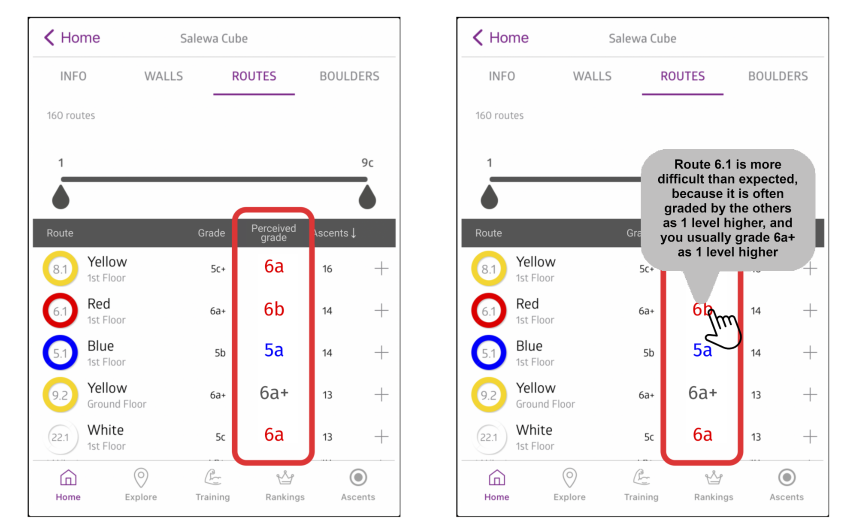 Home Salewa Cube
INFO WALLS ROUTES BOULDERS
160 routes
1 9c
Route Grade Perceived grade Ascents ↓
8.1 Yellow 5c+ 6a 16 +
1st Floor
6.1 Red 6a+ 6b 14 +
1st Floor
5.1 Blue 5b 5a 14 +
1st Floor
9.2 Yellow 6a+ 6a+ 13 +
Ground Floor
22.1 White 5c 6a 13 +
1st Floor
Home Explore Training Rankings Ascents
Home Salewa Cube
INFO WALLS ROUTES BOULDERS
160 routes
1
Route 6.1 is more
difficult than expected,
because it is often
graded by the others
as 1 level higher, and
you usually grade 6a+
as 1 level higher
Route
8.1 Yellow 5c+ +
1st Floor
6.1 Red 6a+ 6b 14 +
1st Floor
5.1 Blue 5b 5a 14 +
1st Floor
9.2 Yellow 6a+ 6a+ 13 +
Ground Floor
22.1 White 5c 6a 13 +
1st Floor
Home Explore Training Rankings Ascents